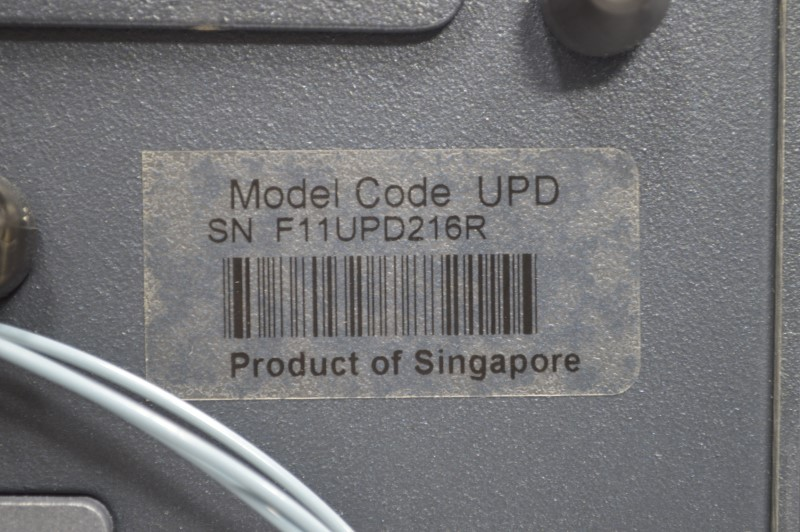 Model Code UPD
SN F11UPD216R
Product of Singapore